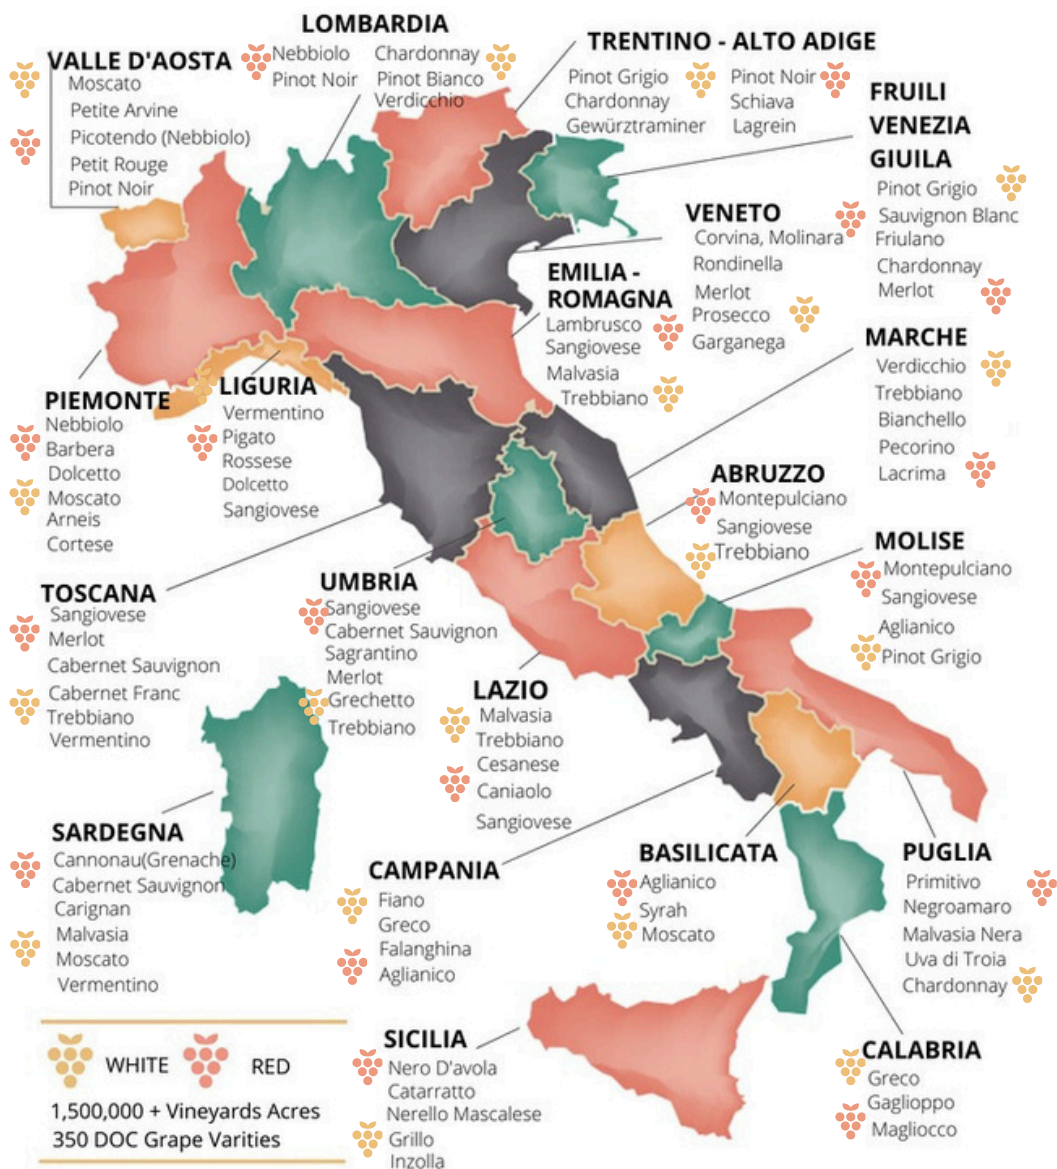 LOMBARDIA
Nebbiolo
Pinot Noir
Chardonnay
Pinot Bianco
Verdicchio
VALLE D'AOSTA
Moscato
Petite Arvine
Picotendo (Nebbiolo)
Petit Rouge
Pinot Noir
TRENTINO - ALTO ADIGE
Pinot Grigio
Chardonnay
Gewürztraminer
Pinot Noir
Schiava
Lagrein
FRUILI
VENEZIA
GIUILA
Pinot Grigio
Sauvignon Blanc
Friulano
Chardonnay
Merlot
VENETO
Corvina, Molinara
Rondinella
Merlot
Prosecco
Garganega
EMILIA -
ROMAGNA
Lambrusco
Sangiovese
Malvasia
Trebbiano
MARCHE
Verdicchio
Trebbiano
Bianchello
Pecorino
Lacrima
PIEMONTE
Nebbiolo
Barbera
Dolcetto
Moscato
Arneis
Cortese
LIGURIA
Vermentino
Pigato
Rossese
Dolcetto
Sangiovese
ABRUZZO
Montepulciano
Sangiovese
Trebbiano
MOLISE
Montepulciano
Sangiovese
Aglianico
Pinot Grigio
TOSCANA
Sangiovese
Merlot
Cabernet Sauvignon
Cabernet Franc
Trebbiano
Vermentino
UMBRIA
Sangiovese
Cabernet Sauvignon
Sagrantino
Merlot
Grechetto
Trebbiano
LAZIO
Malvasia
Trebbiano
Cesanese
Caniaolo
Sangiovese
SARDEGNA
Cannonau(Grenache)
Cabernet Sauvignon
Carignan
Malvasia
Moscato
Vermentino
CAMPANIA
Fiano
Greco
Falanghina
Aglianico
BASILICATA
Aglianico
Syrah
Moscato
PUGLIA
Primitivo
Negroamaro
Malvasia Nera
Uva di Troia
Chardonnay
SICILIA
Nero D'avola
Catarratto
Nerello Mascalese
Grillo
Inzolla
CALABRIA
Greco
Gaglioppo
Magliocco
WHITE
RED
1,500,000 + Vineyards Acres
350 DOC Grape Varities